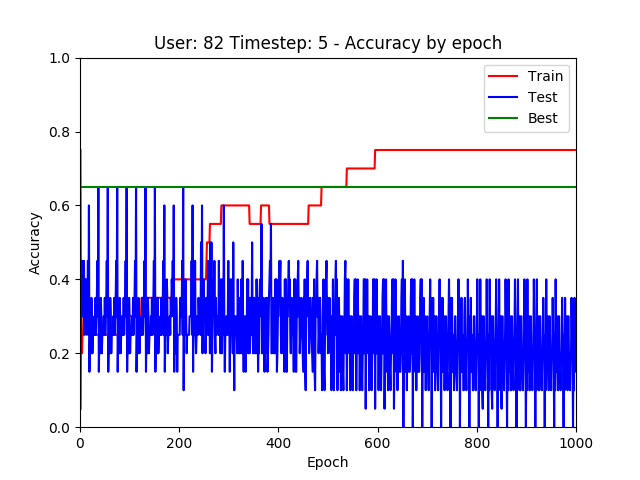 User: 82 Timestep: 5 - Accuracy by epoch
1.0
0.8
0.6
0.4
0.2
0.0
Accuracy
Train
Test
Best
0 200 400 600 800 1000
Epoch